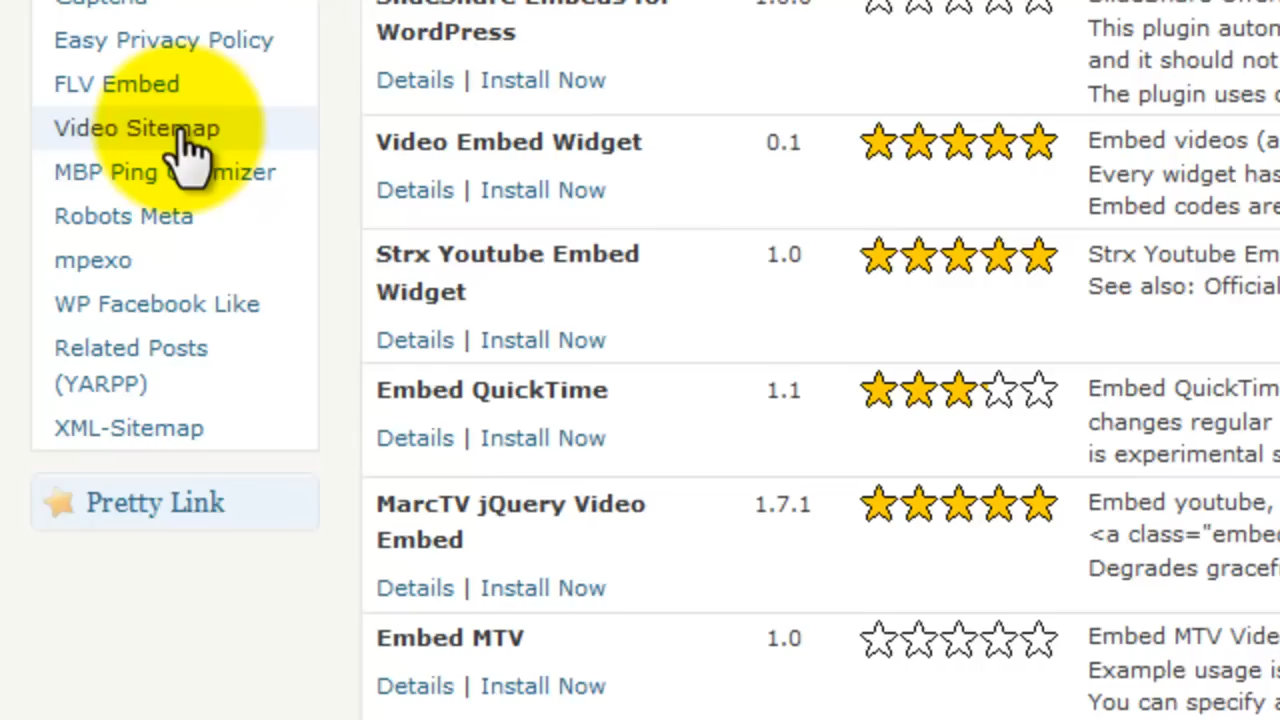 Captcha
Easy Privacy Policy
FLV Embed
Video Sitemap
MBP Ping
Robots Meta
mpexo
WP Facebook Like
Related Posts
(YARPP)
XML-Sitemap
Pretty Link
SlideShare Embeds for
WordPress
Details | Install Now
This plugin auton
and it should not
The plugin uses
Video Embed Widget
0.1
Details | Install Now
Embed videos (a
Every widget has
Embed codes are
Strx Youtube Embed
Widget
1.0
Details | Install Now
Strx Youtube Em
See also: Official
Embed QuickTime
1.1
Details | Install Now
Embed QuickTim
changes regular
is experimental s
MarcTV jQuery Video
Embed
1.7.1
Details | Install Now
Embed youtube,
<a class="embed
Degrades gracef
Embed MTV
1.0
Details | Install Now
Embed MTV Vide
Example usage is
You can specify a